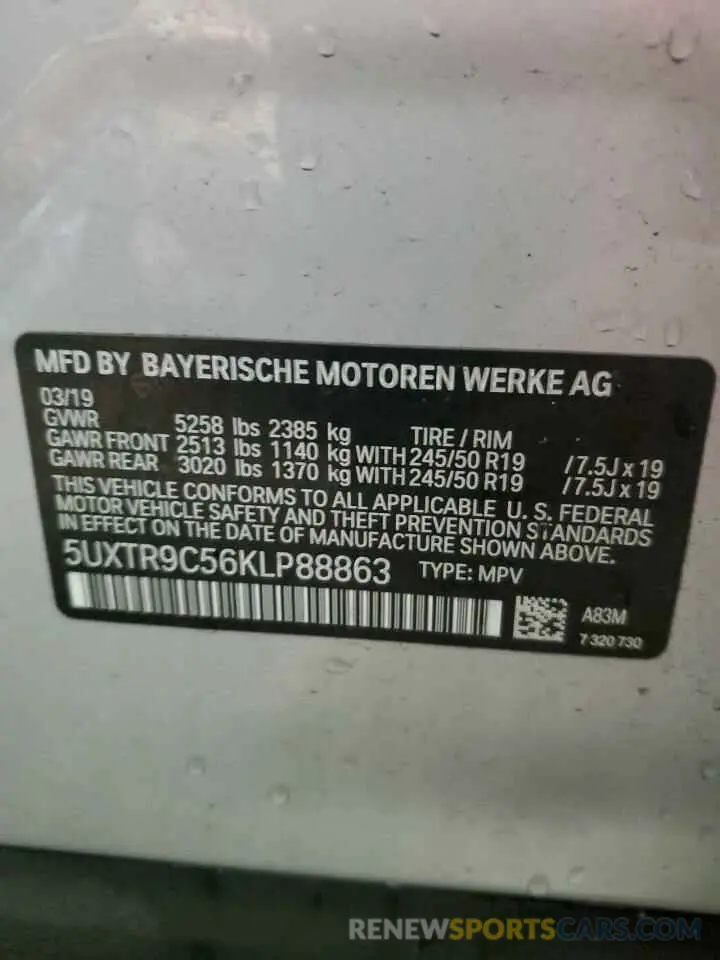 MFD BY BAYERISCHE MOTOREN WERKE AG
03/19
GVWR 5258 lbs 2385 kg TIRE / RIM
GAWR FRONT 2513 lbs 1140 kg WITH 245/50 R19 /7.5J x 19
GAWR REAR 3020 lbs 1370 kg WITH 245/50 R19 /7.5J x 19
THIS VEHICLE CONFORMS TO ALL APPLICABLE U. S. FEDERAL
MOTOR VEHICLE SAFETY AND THEFT PREVENTION STANDARDS
IN EFFECT ON THE DATE OF MANUFACTURE SHOWN ABOVE.
5UXTR9C56KLP88863 TYPE: MPV
A83M
7 320 730
RENEWSPORTSCARS.COM